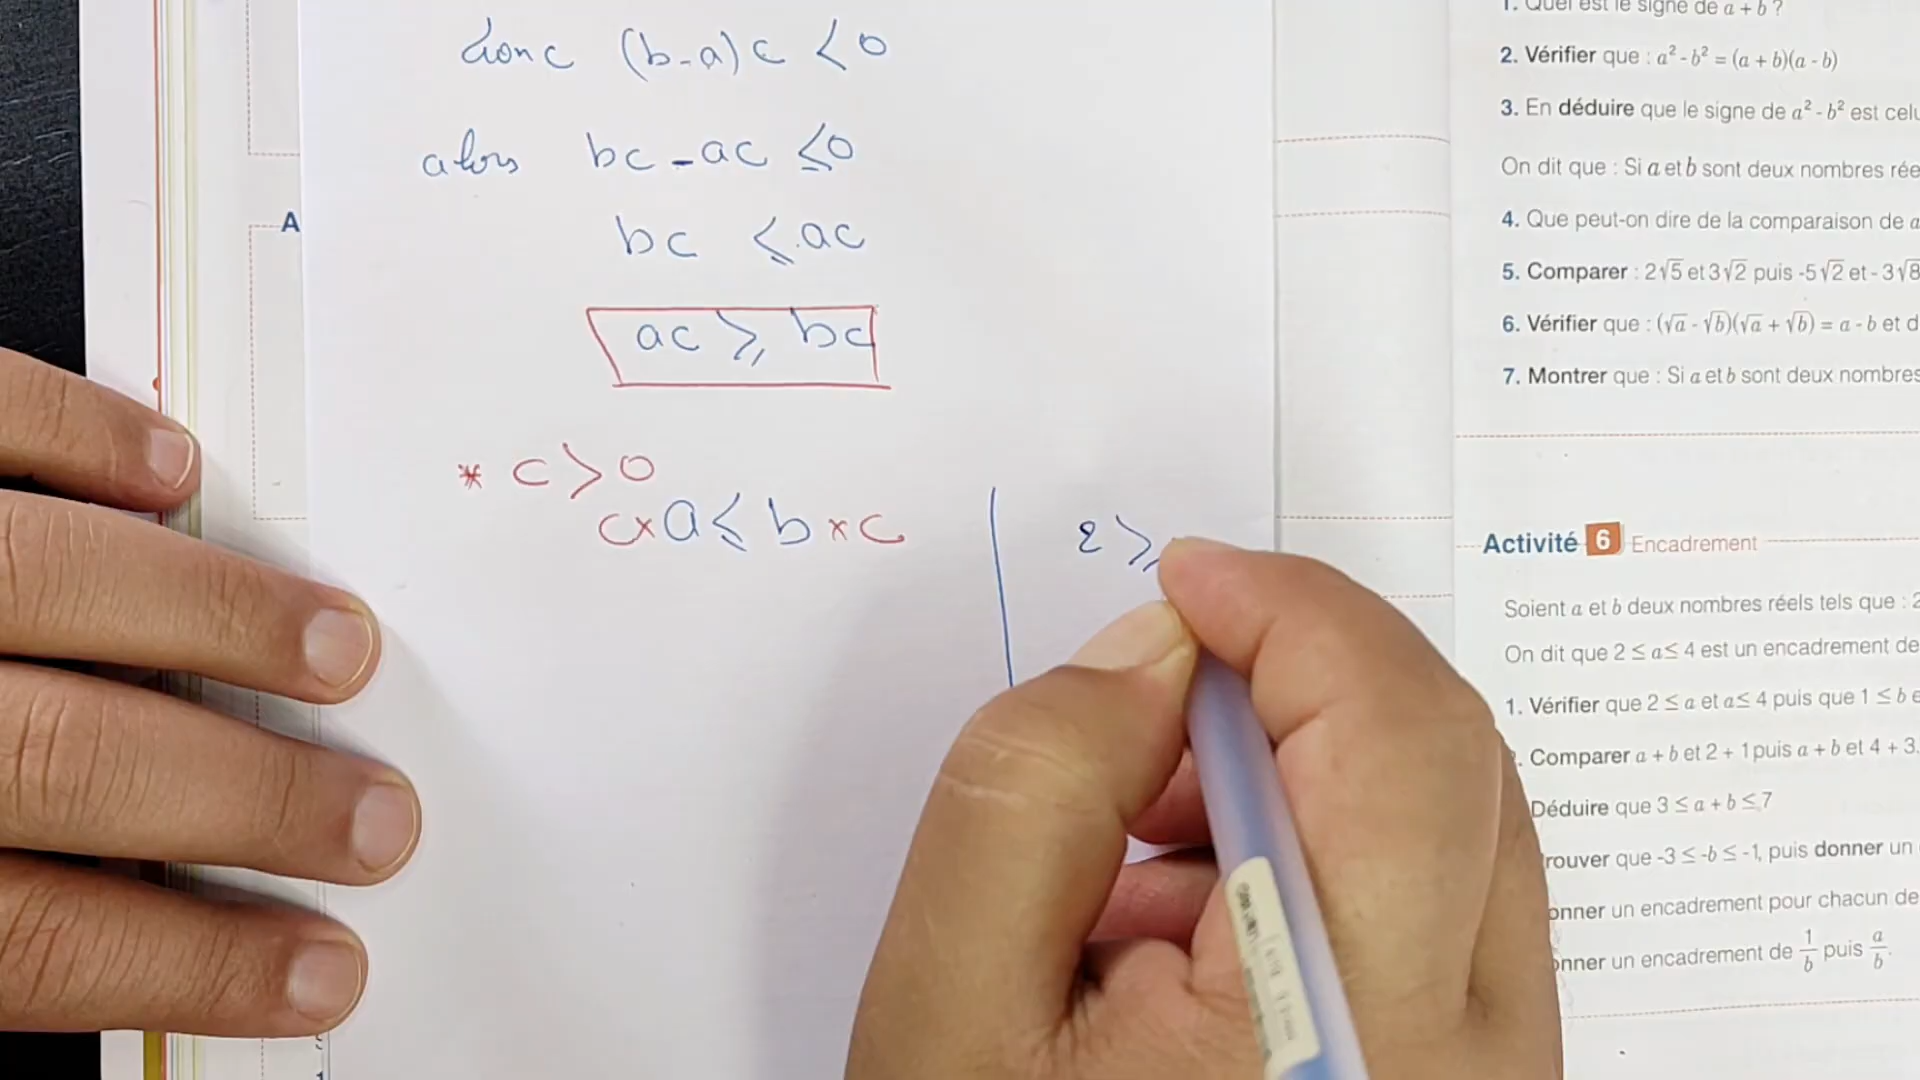 donc (b-a)c < 0
alors bc - ac ≤ 0
bc ≤ ac
ac ⩾ bc
* c > 0
c×a ≤ b×c
2 ⩾
A
1. Quel est le signe de a + b ?
2. Vérifier que : a² - b² = (a + b)(a - b)
3. En déduire que le signe de a² - b² est
On dit que : Si a et b sont deux nombres
4. Que peut-on dire de la comparaison de a
5. Comparer : 2√5 et 3√2 puis -5√2 et - 3√8
6. Vérifier que : (√a - √b)(√a + √b) = a - b et d
7. Montrer que : Si a et b sont deux nombres
Activité 6 Encadrement
Soient a et b deux nombres réels tels que : 2
On dit que 2 ≤ a ≤ 4 est un encadrement de
1. Vérifier que 2 ≤ a et a ≤ 4 puis que 1 ≤ b e
. Comparer a + b et 2 + 1 puis a + b et 4 + 3.
Déduire que 3 ≤ a + b ≤ 7
rouver que -3 ≤ -b ≤ -1, puis donner un
onner un encadrement pour chacun de
onner un encadrement de 1/b puis a/b.